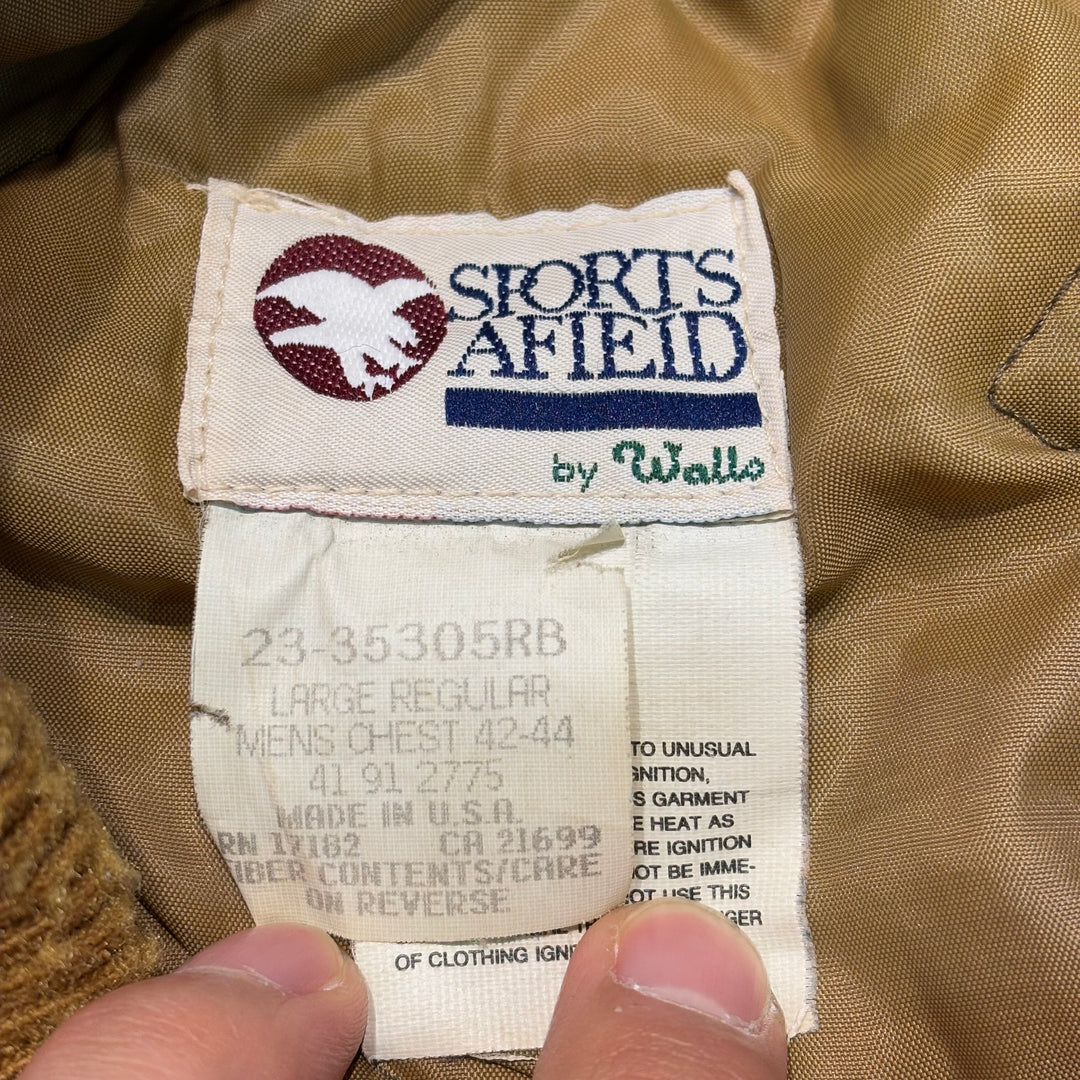 SPORTS
AFIELD
by Walls
23-35305RB
LARGE REGULAR
MENS CHEST 42-44
41 91 2775
MADE IN U.S.A.
RN 17182 CA 21699
FIBER CONTENTS/CARE
ON REVERSE
TO UNUSUAL
GNITION,
S GARMENT
E HEAT AS
RE IGNITION
OT BE IMME-
OT USE THIS
GER
OF CLOTHING IGN